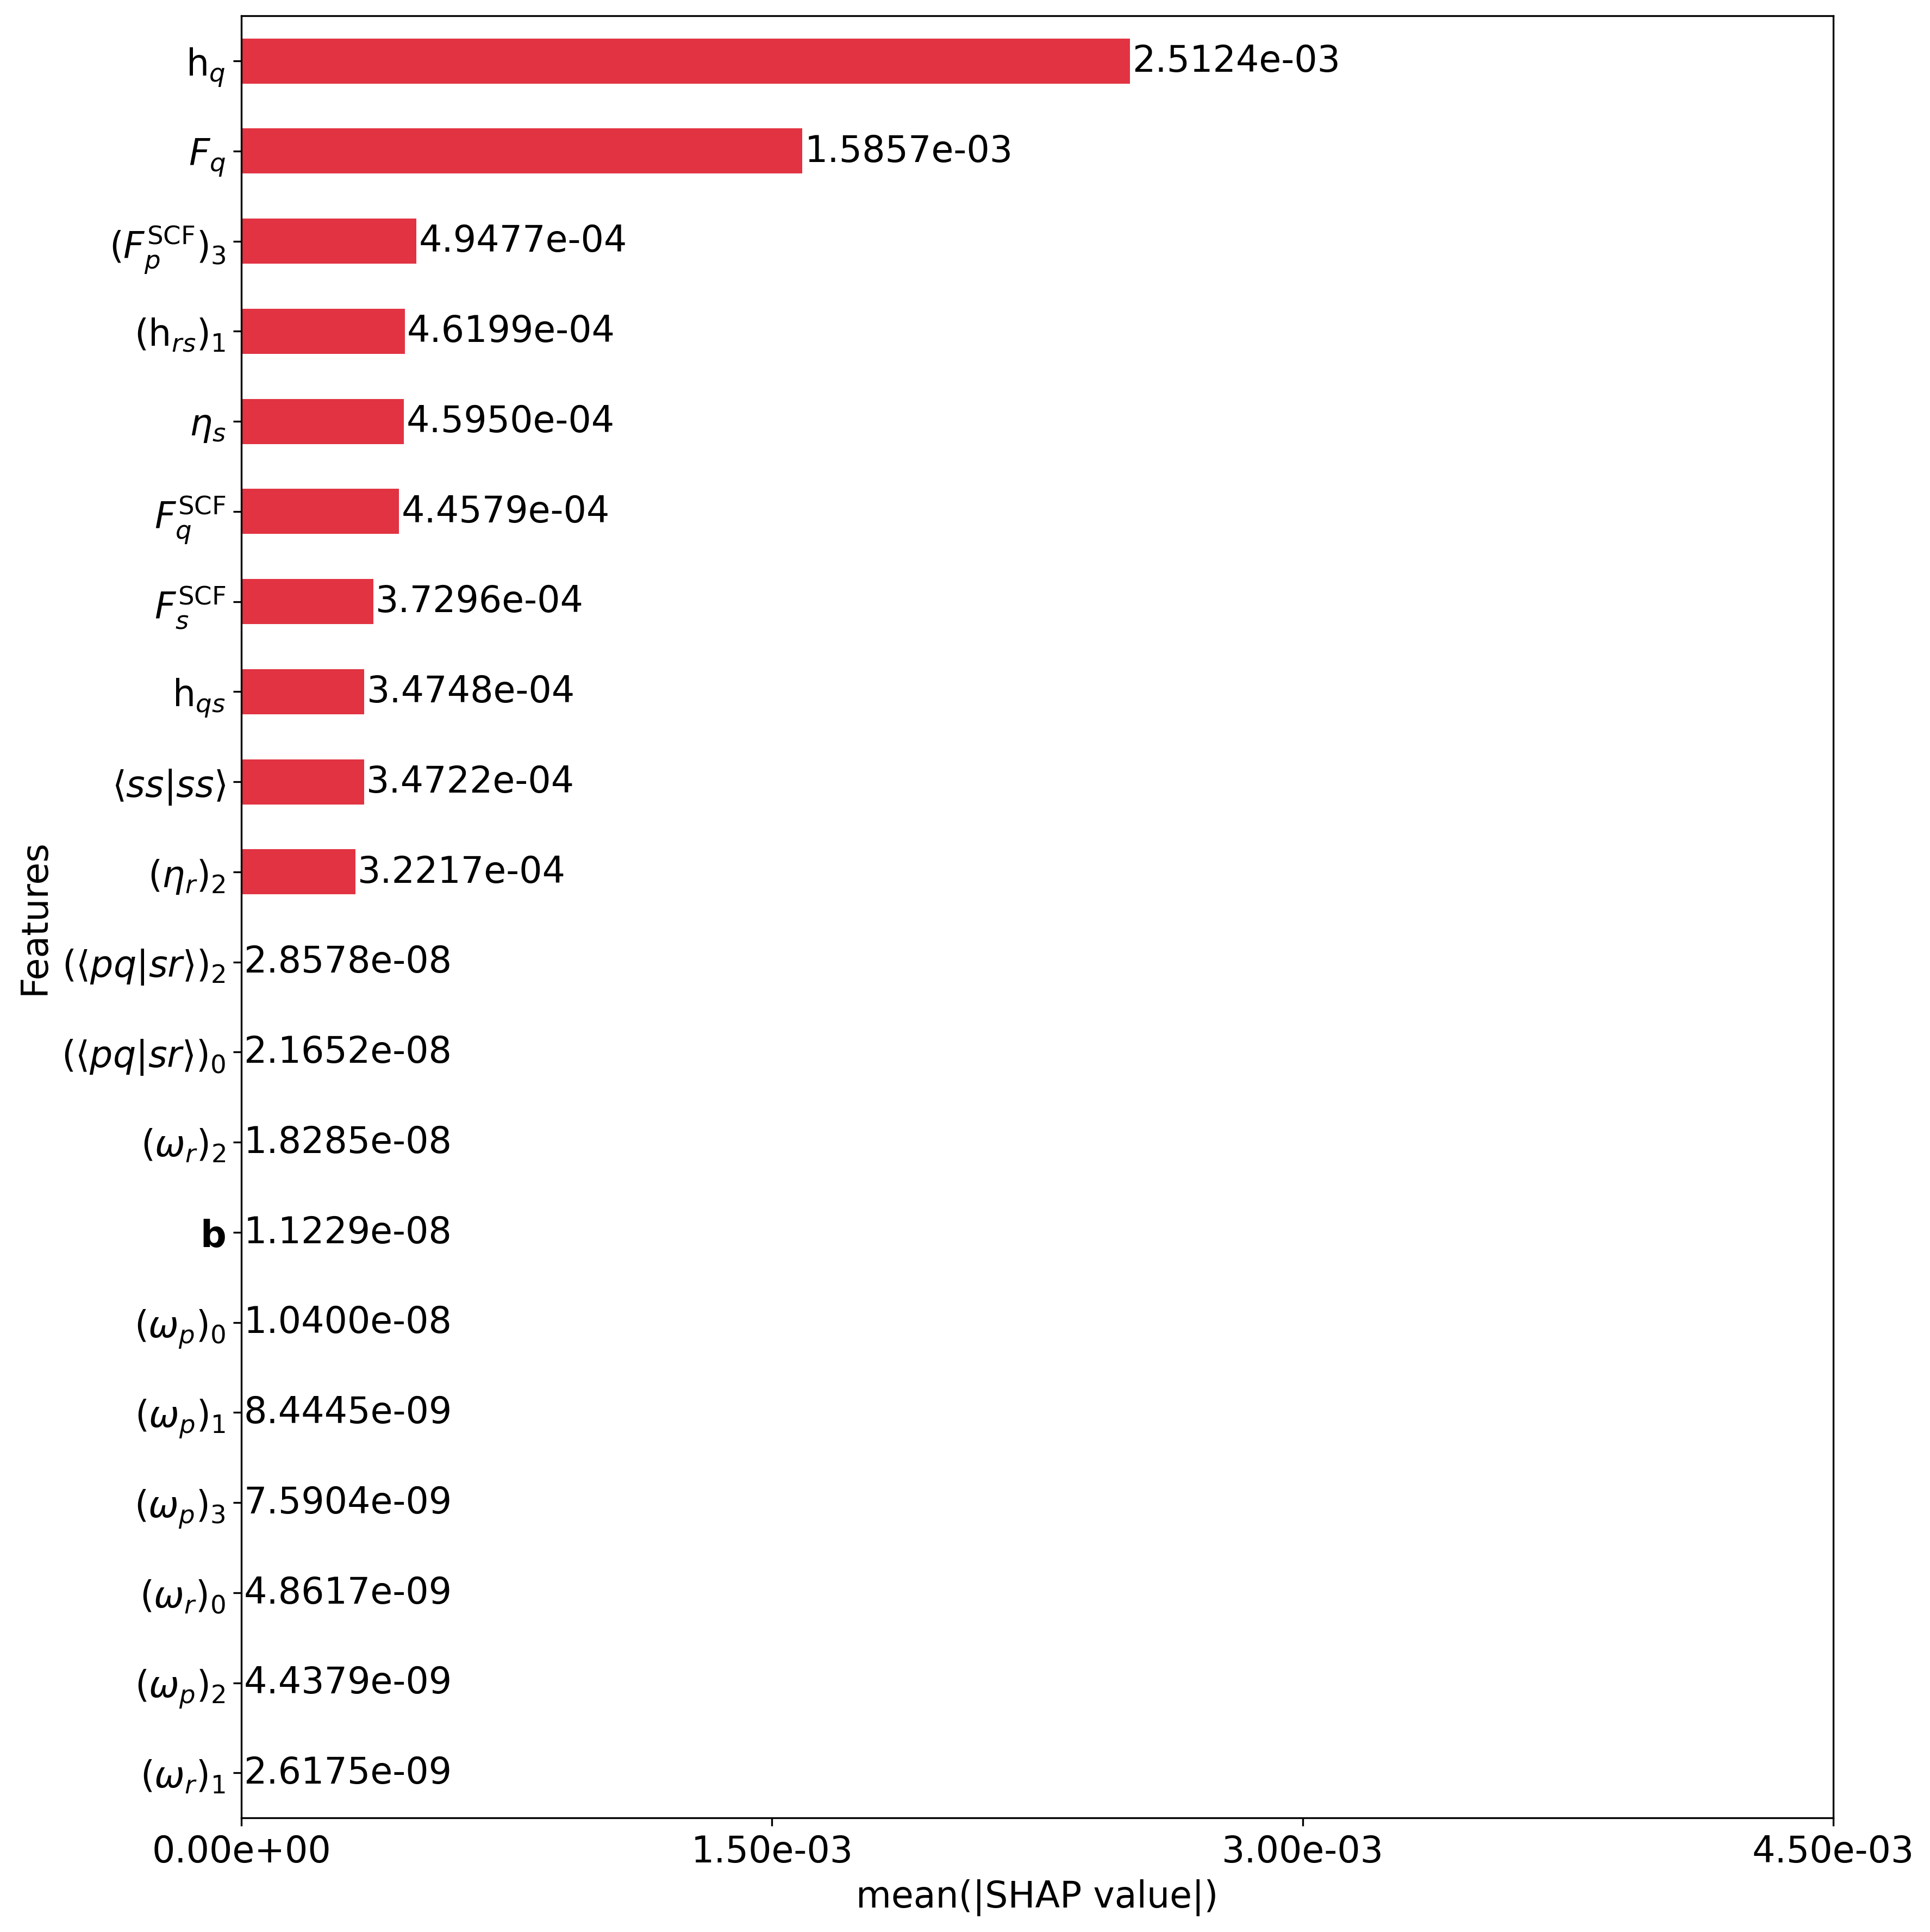 h_q 2.5124e-03
F_q 1.5857e-03
(F_p^SCF)_3 4.9477e-04
(h_rs)_1 4.6199e-04
η_s 4.5950e-04
F_q^SCF 4.4579e-04
F_s^SCF 3.7296e-04
h_qs 3.4748e-04
⟨ss|ss⟩ 3.4722e-04
(η_r)_2 3.2217e-04
(⟨pq|sr⟩)_2 2.8578e-08
(⟨pq|sr⟩)_0 2.1652e-08
(ω_r)_2 1.8285e-08
b 1.1229e-08
(ω_p)_0 1.0400e-08
(ω_p)_1 8.4445e-09
(ω_p)_3 7.5904e-09
(ω_r)_0 4.8617e-09
(ω_p)_2 4.4379e-09
(ω_r)_1 2.6175e-09
Features
0.00e+00 1.50e-03 3.00e-03 4.50e-03
mean(|SHAP value|)